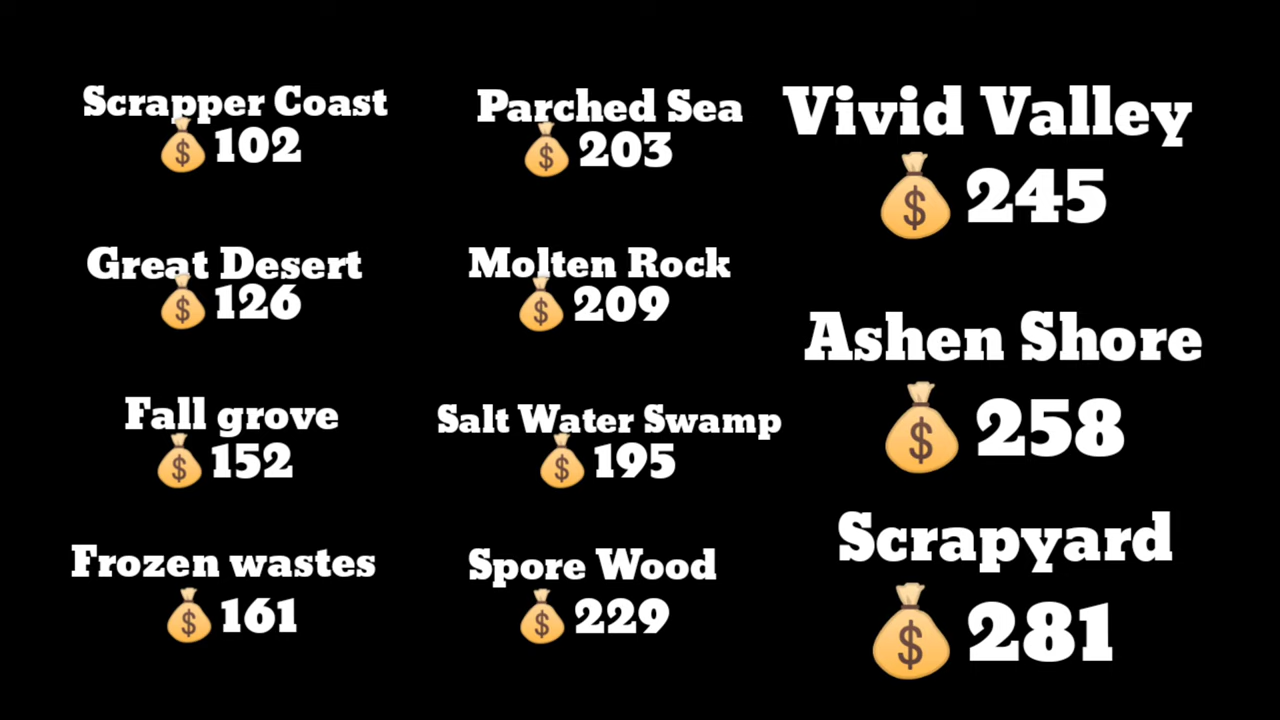 Scrapper Coast
💰 102
Great Desert
💰 126
Fall grove
💰 152
Frozen wastes
💰 161
Parched Sea
💰 203
Molten Rock
💰 209
Salt Water Swamp
💰 195
Spore Wood
💰 229
Vivid Valley
💰 245
Ashen Shore
💰 258
Scrapyard
💰 281